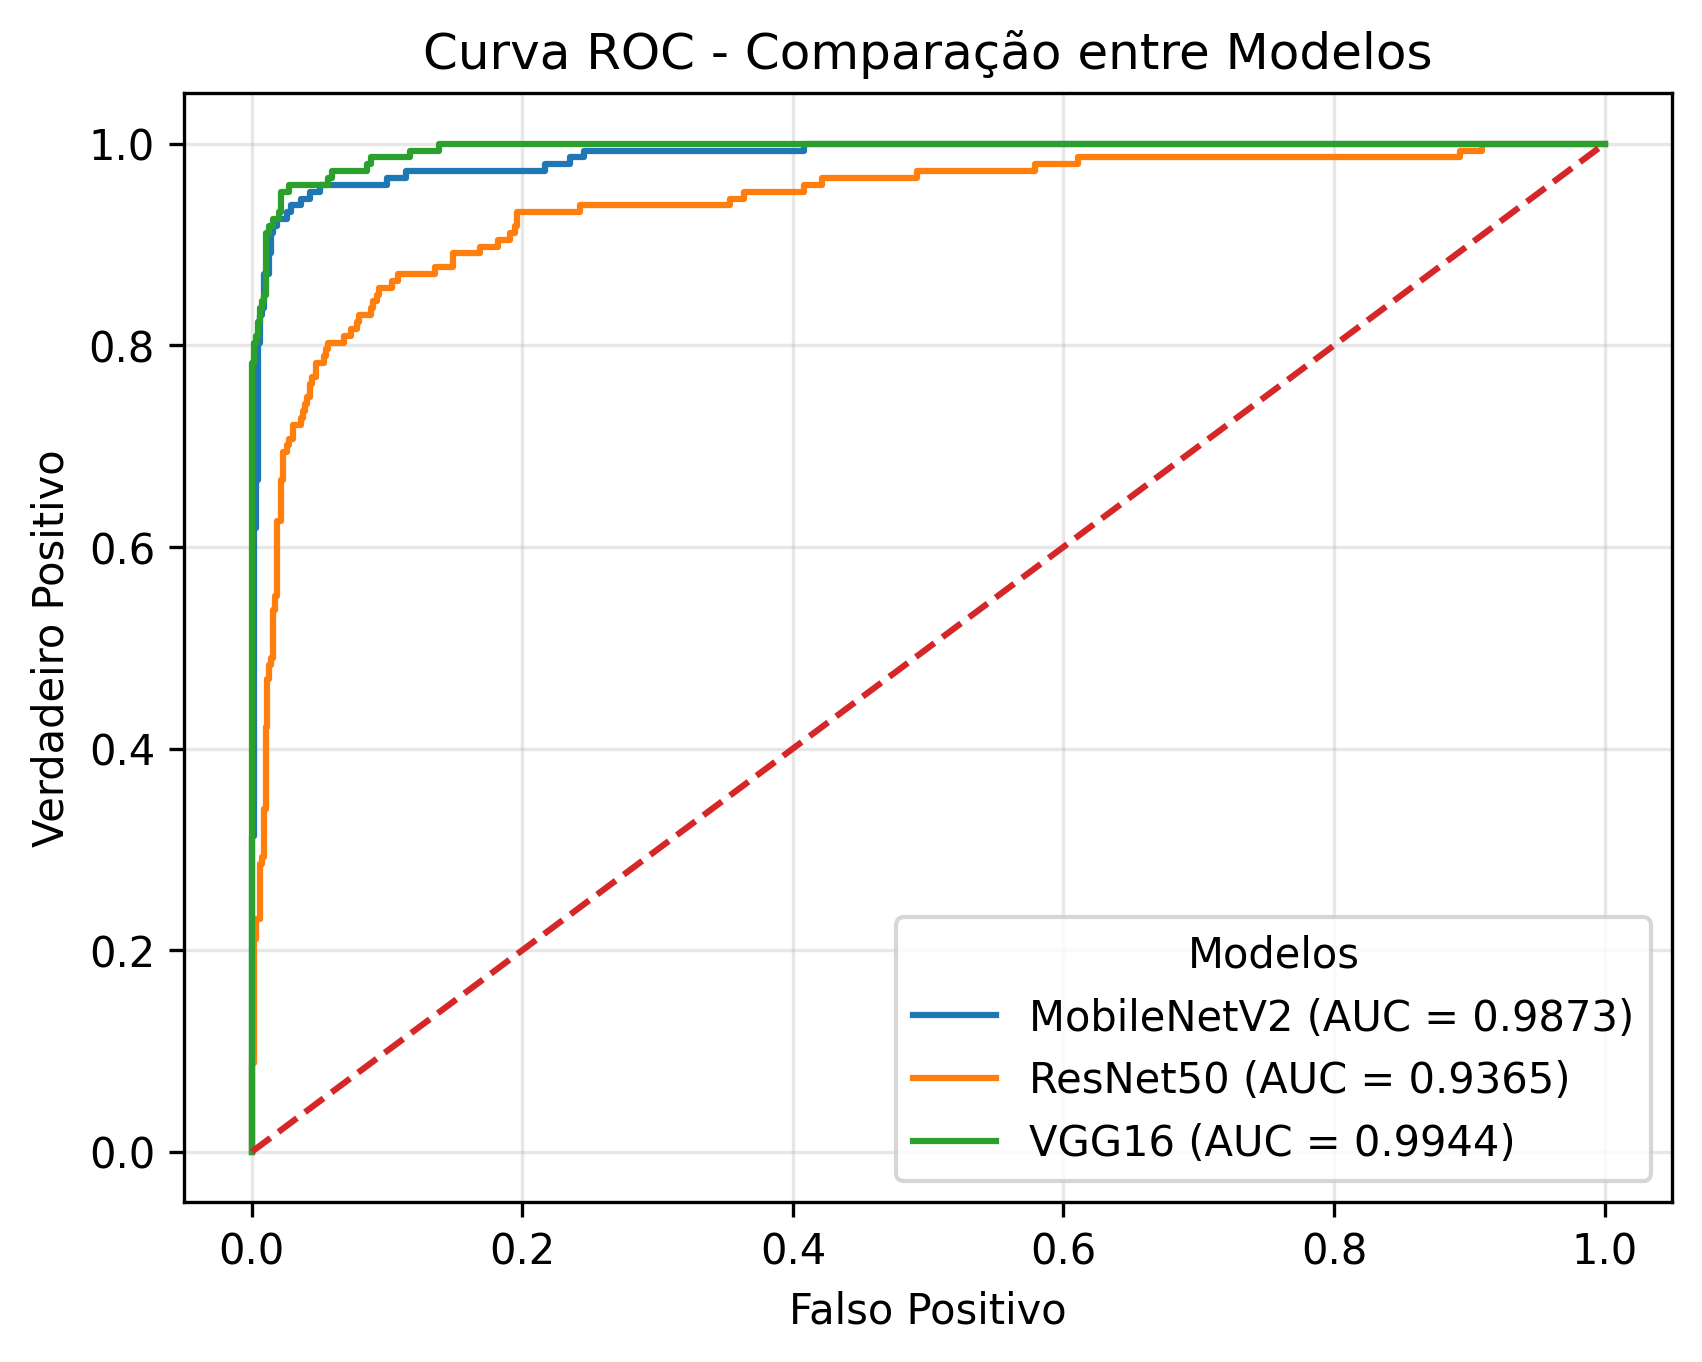 Curva ROC - Comparação entre Modelos
1.0
0.8
0.6
0.4
0.2
0.0
Verdadeiro Positivo
Modelos
MobileNetV2 (AUC = 0.9873)
ResNet50 (AUC = 0.9365)
VGG16 (AUC = 0.9944)
0.0 0.2 0.4 0.6 0.8 1.0
Falso Positivo